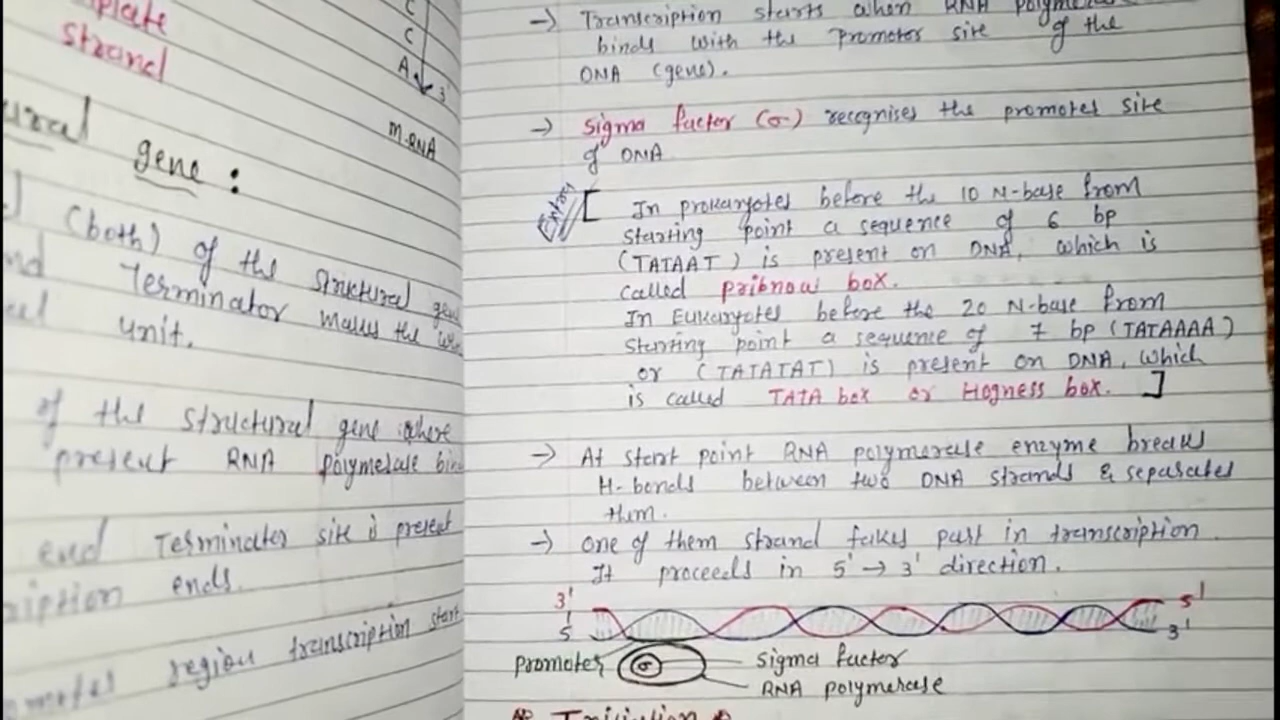 strand
C
C
A
3'
m-RNA
gene :
(both) of the structural
Terminator makes the
unit.
of the structural gene where
present RNA polymerase
end Terminator site is present
ends.
region transcription start
→ Transcription starts when RNA
binds with the promoter site of the
DNA (gene).
→ Sigma factor (σ) recognises the promoter site
of DNA
[ In prokaryotes before the 10 N-base from
starting point a sequence of 6 bp
(TATAAT) is present on DNA, which is
called pribnow box.
In Eukaryotes before the 20 N-base from
starting point a sequence of 7 bp (TATAAAA)
or (TATATAT) is present on DNA, which
is called TATA box or Hogness box. ]
→ At start point RNA polymerase enzyme breaks
H-bonds between two DNA strands & separates
them.
→ one of them strand takes part in transcription.
It proceeds in 5' → 3' direction.
3' 5'
5' 3'
promoter Sigma factor
RNA polymerase
Initiation